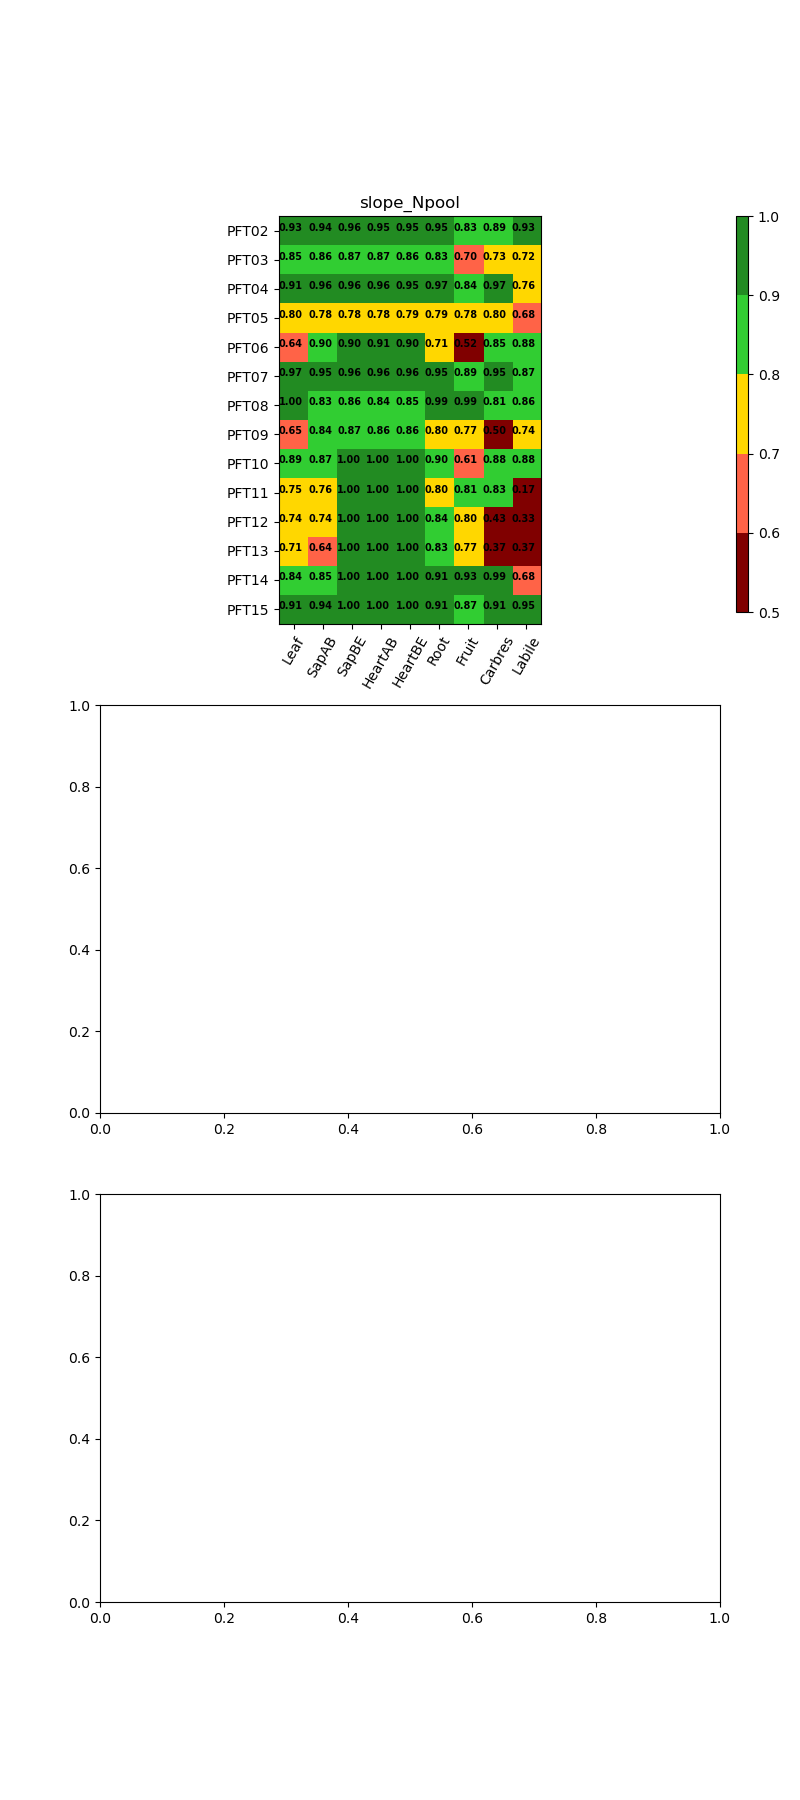 slope_Npool
PFT02 0.93 0.94 0.96 0.95 0.95 0.95 0.83 0.89 0.93
PFT03 0.85 0.86 0.87 0.87 0.86 0.83 0.70 0.73 0.72
PFT04 0.91 0.96 0.96 0.96 0.95 0.97 0.84 0.97 0.76
PFT05 0.80 0.78 0.78 0.78 0.79 0.79 0.78 0.80 0.68
PFT06 0.64 0.90 0.90 0.91 0.90 0.71 0.52 0.85 0.88
PFT07 0.97 0.95 0.96 0.96 0.96 0.95 0.89 0.95 0.87
PFT08 1.00 0.83 0.86 0.84 0.85 0.99 0.99 0.81 0.86
PFT09 0.65 0.84 0.87 0.86 0.86 0.80 0.77 0.50 0.74
PFT10 0.89 0.87 1.00 1.00 1.00 0.90 0.61 0.88 0.88
PFT11 0.75 0.76 1.00 1.00 1.00 0.80 0.81 0.83 0.17
PFT12 0.74 0.74 1.00 1.00 1.00 0.84 0.80 0.43 0.33
PFT13 0.71 0.64 1.00 1.00 1.00 0.83 0.77 0.37 0.37
PFT14 0.84 0.85 1.00 1.00 1.00 0.91 0.93 0.99 0.68
PFT15 0.91 0.94 1.00 1.00 1.00 0.91 0.87 0.91 0.95
Leaf SapAB SapBE HeartAB HeartBE Root Fruit Carbres Labile
1.0
0.9
0.8
0.7
0.6
0.5
1.0
0.8
0.6
0.4
0.2
0.0
0.0 0.2 0.4 0.6 0.8 1.0
1.0
0.8
0.6
0.4
0.2
0.0
0.0 0.2 0.4 0.6 0.8 1.0